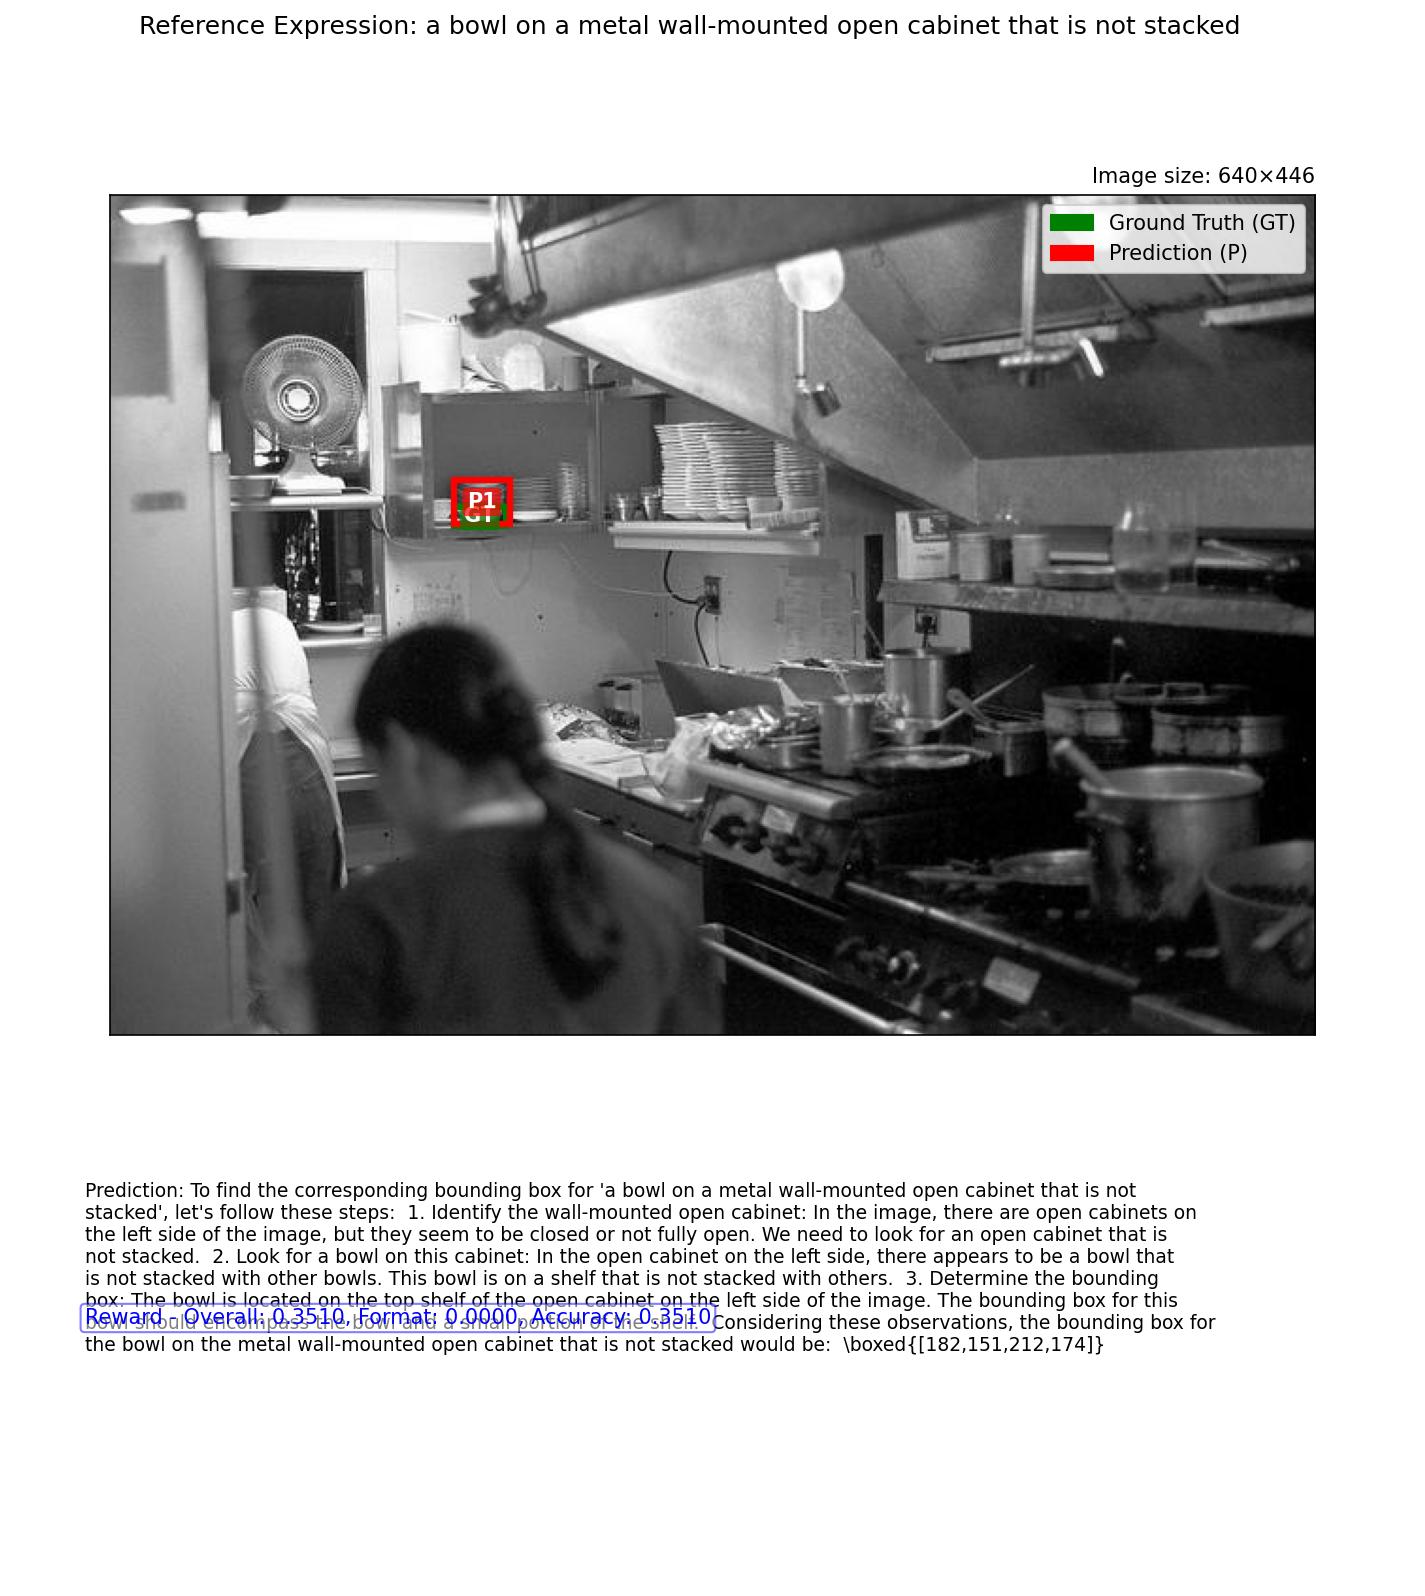 Reference Expression: a bowl on a metal wall-mounted open cabinet that is not stacked
Image size: 640×446
Ground Truth (GT)
Prediction (P)
P1
GT
Prediction: To find the corresponding bounding box for 'a bowl on a metal wall-mounted open cabinet that is not
stacked', let's follow these steps:  1. Identify the wall-mounted open cabinet: In the image, there are open cabinets on
the left side of the image, but they seem to be closed or not fully open. We need to look for an open cabinet that is
not stacked.  2. Look for a bowl on this cabinet: In the open cabinet on the left side, there appears to be a bowl that
is not stacked with other bowls. This bowl is on a shelf that is not stacked with others.  3. Determine the bounding
box: The bowl is located on the top shelf of the open cabinet on the left side of the image. The bounding box for this
bowl should encompass the bowl and a small portion of the shelf.  Considering these observations, the bounding box for
Reward - Overall: 0.3510, Format: 0.0000, Accuracy: 0.3510
the bowl on the metal wall-mounted open cabinet that is not stacked would be:  \boxed{[182,151,212,174]}